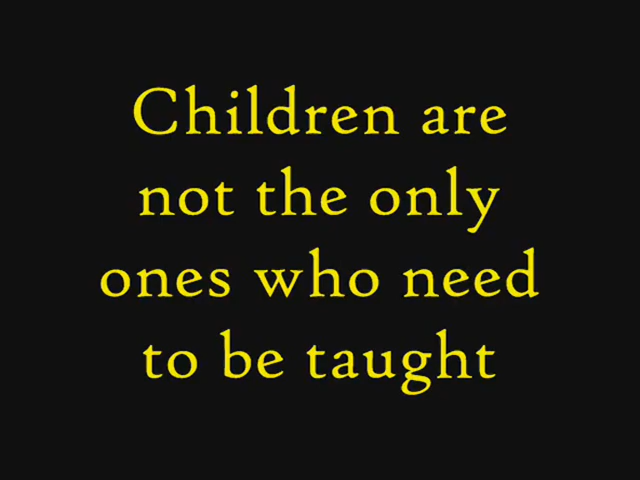 Children are
not the only
ones who need
to be taught